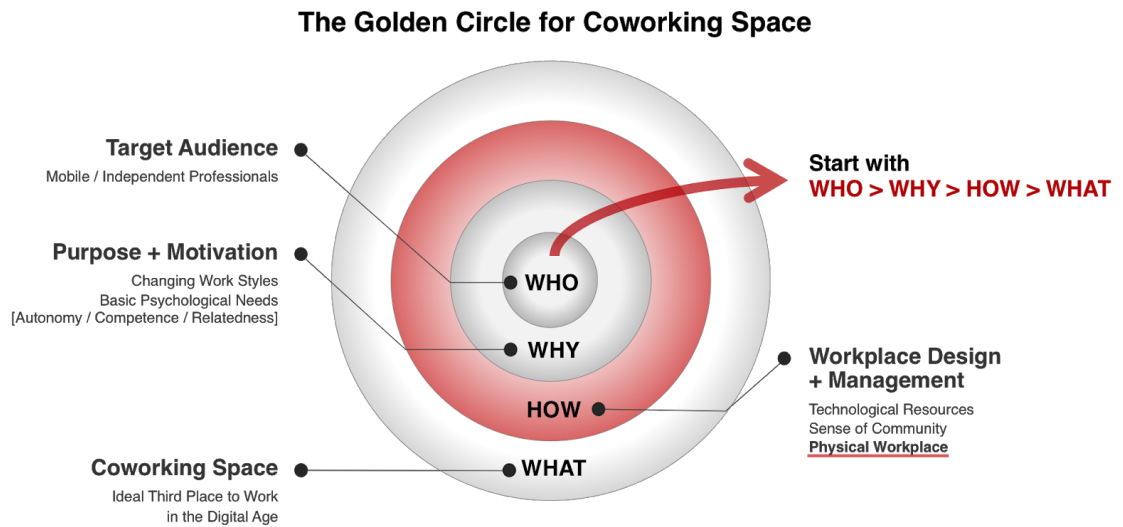 The Golden Circle for Coworking Space
Target Audience
Mobile / Independent Professionals
Purpose + Motivation
Changing Work Styles
Basic Psychological Needs
[Autonomy / Competence / Relatedness]
Coworking Space
Ideal Third Place to Work
in the Digital Age
WHO
WHY
HOW
WHAT
Start with
WHO > WHY > HOW > WHAT
Workplace Design
+ Management
Technological Resources
Sense of Community
Physical Workplace